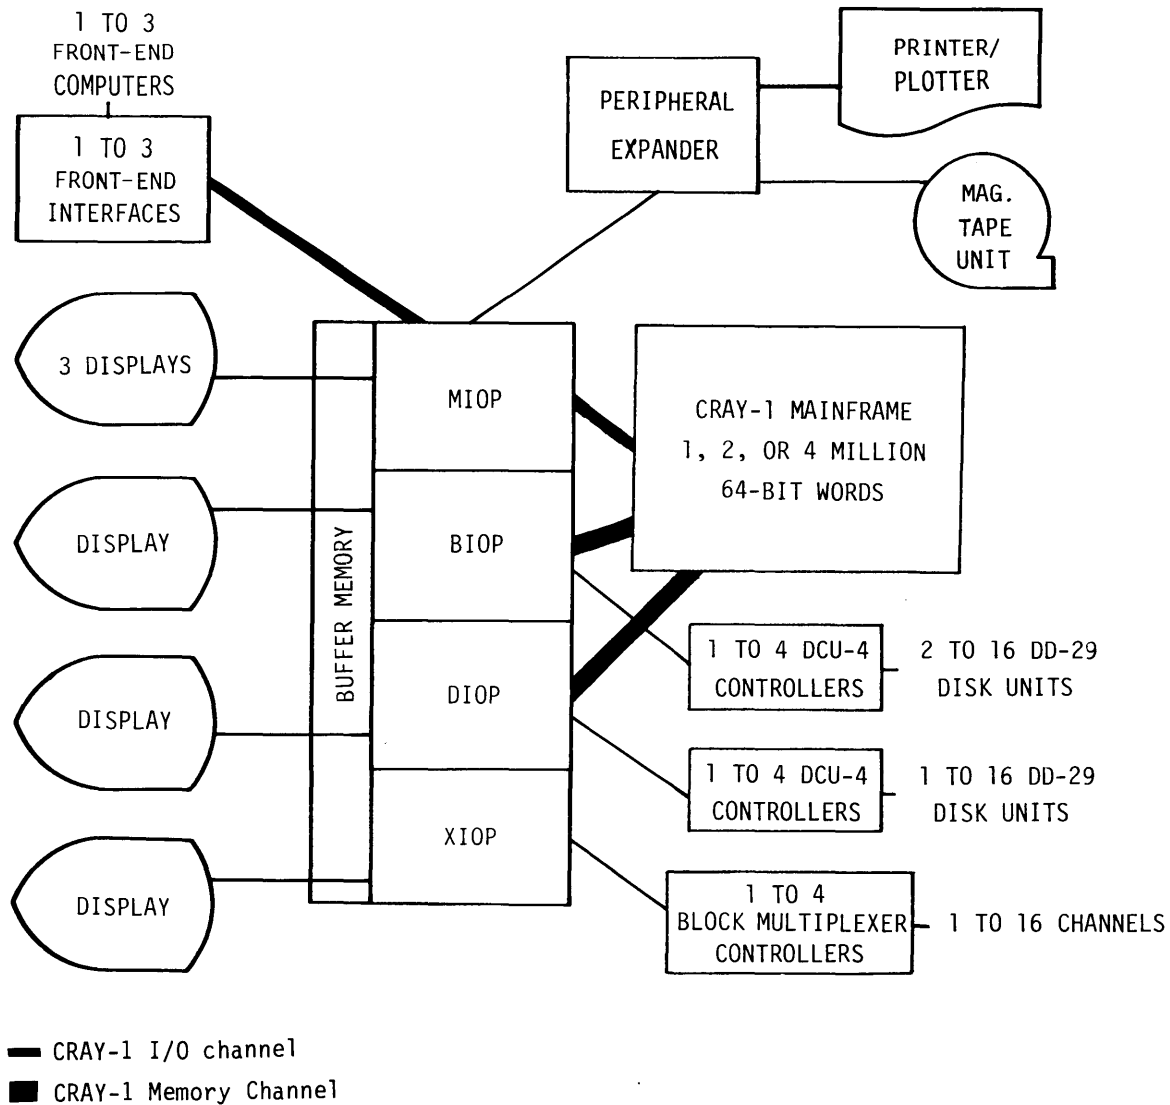 1 TO 3
FRONT-END
COMPUTERS
1 TO 3
FRONT-END
INTERFACES
PERIPHERAL
EXPANDER
PRINTER/
PLOTTER
MAG.
TAPE
UNIT
3 DISPLAYS
DISPLAY
DISPLAY
DISPLAY
BUFFER MEMORY
MIOP
BIOP
DIOP
XIOP
CRAY-1 MAINFRAME
1, 2, OR 4 MILLION
64-BIT WORDS
1 TO 4 DCU-4
CONTROLLERS
2 TO 16 DD-29
DISK UNITS
1 TO 4 DCU-4
CONTROLLERS
1 TO 16 DD-29
DISK UNITS
1 TO 4
BLOCK MULTIPLEXER
CONTROLLERS
1 TO 16 CHANNELS
CRAY-1 I/O channel
CRAY-1 Memory Channel